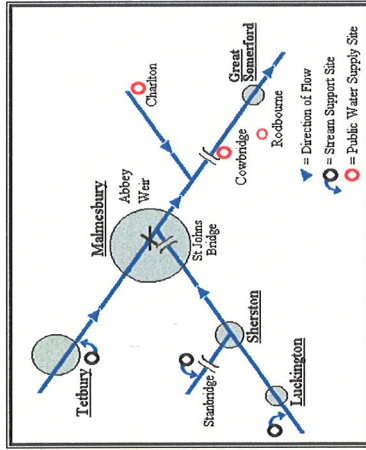 Malmesbury
Abbey
Weir
Charlton
Tetbury
St Johns
Bridge
Cowbridge
Great
Somerford
Rodbourne
Stanbridge
Sherston
Luckington
= Direction of Flow
= Stream Support Site
= Public Water Supply Site